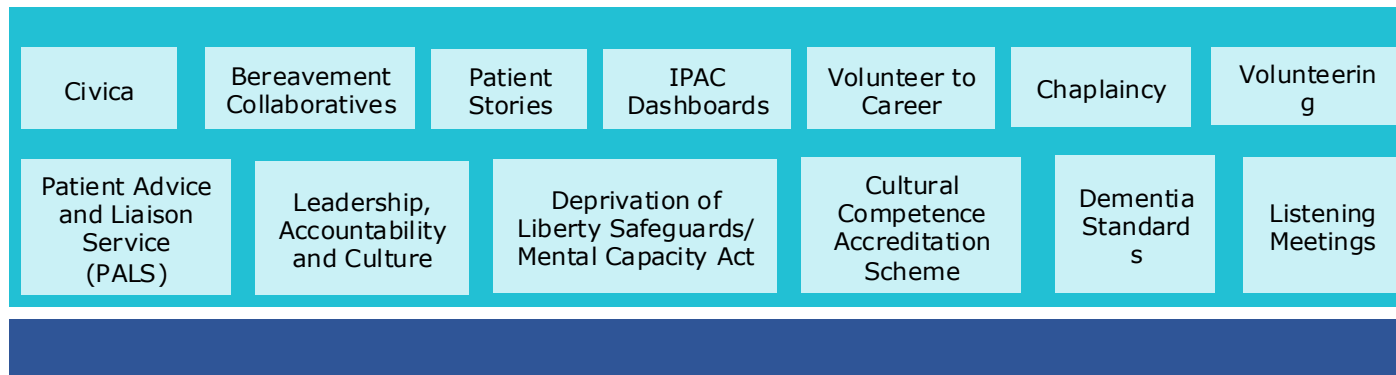 Civica
Bereavement
Collaboratives
Patient
Stories
IPAC
Dashboards
Volunteer to
Career
Chaplaincy
Volunteerin
g
Patient Advice
and Liaison
Service
(PALS)
Leadership,
Accountability
and Culture
Deprivation of
Liberty Safeguards/
Mental Capacity Act
Cultural
Competence
Accreditation
Scheme
Dementia
Standard
s
Listening
Meetings